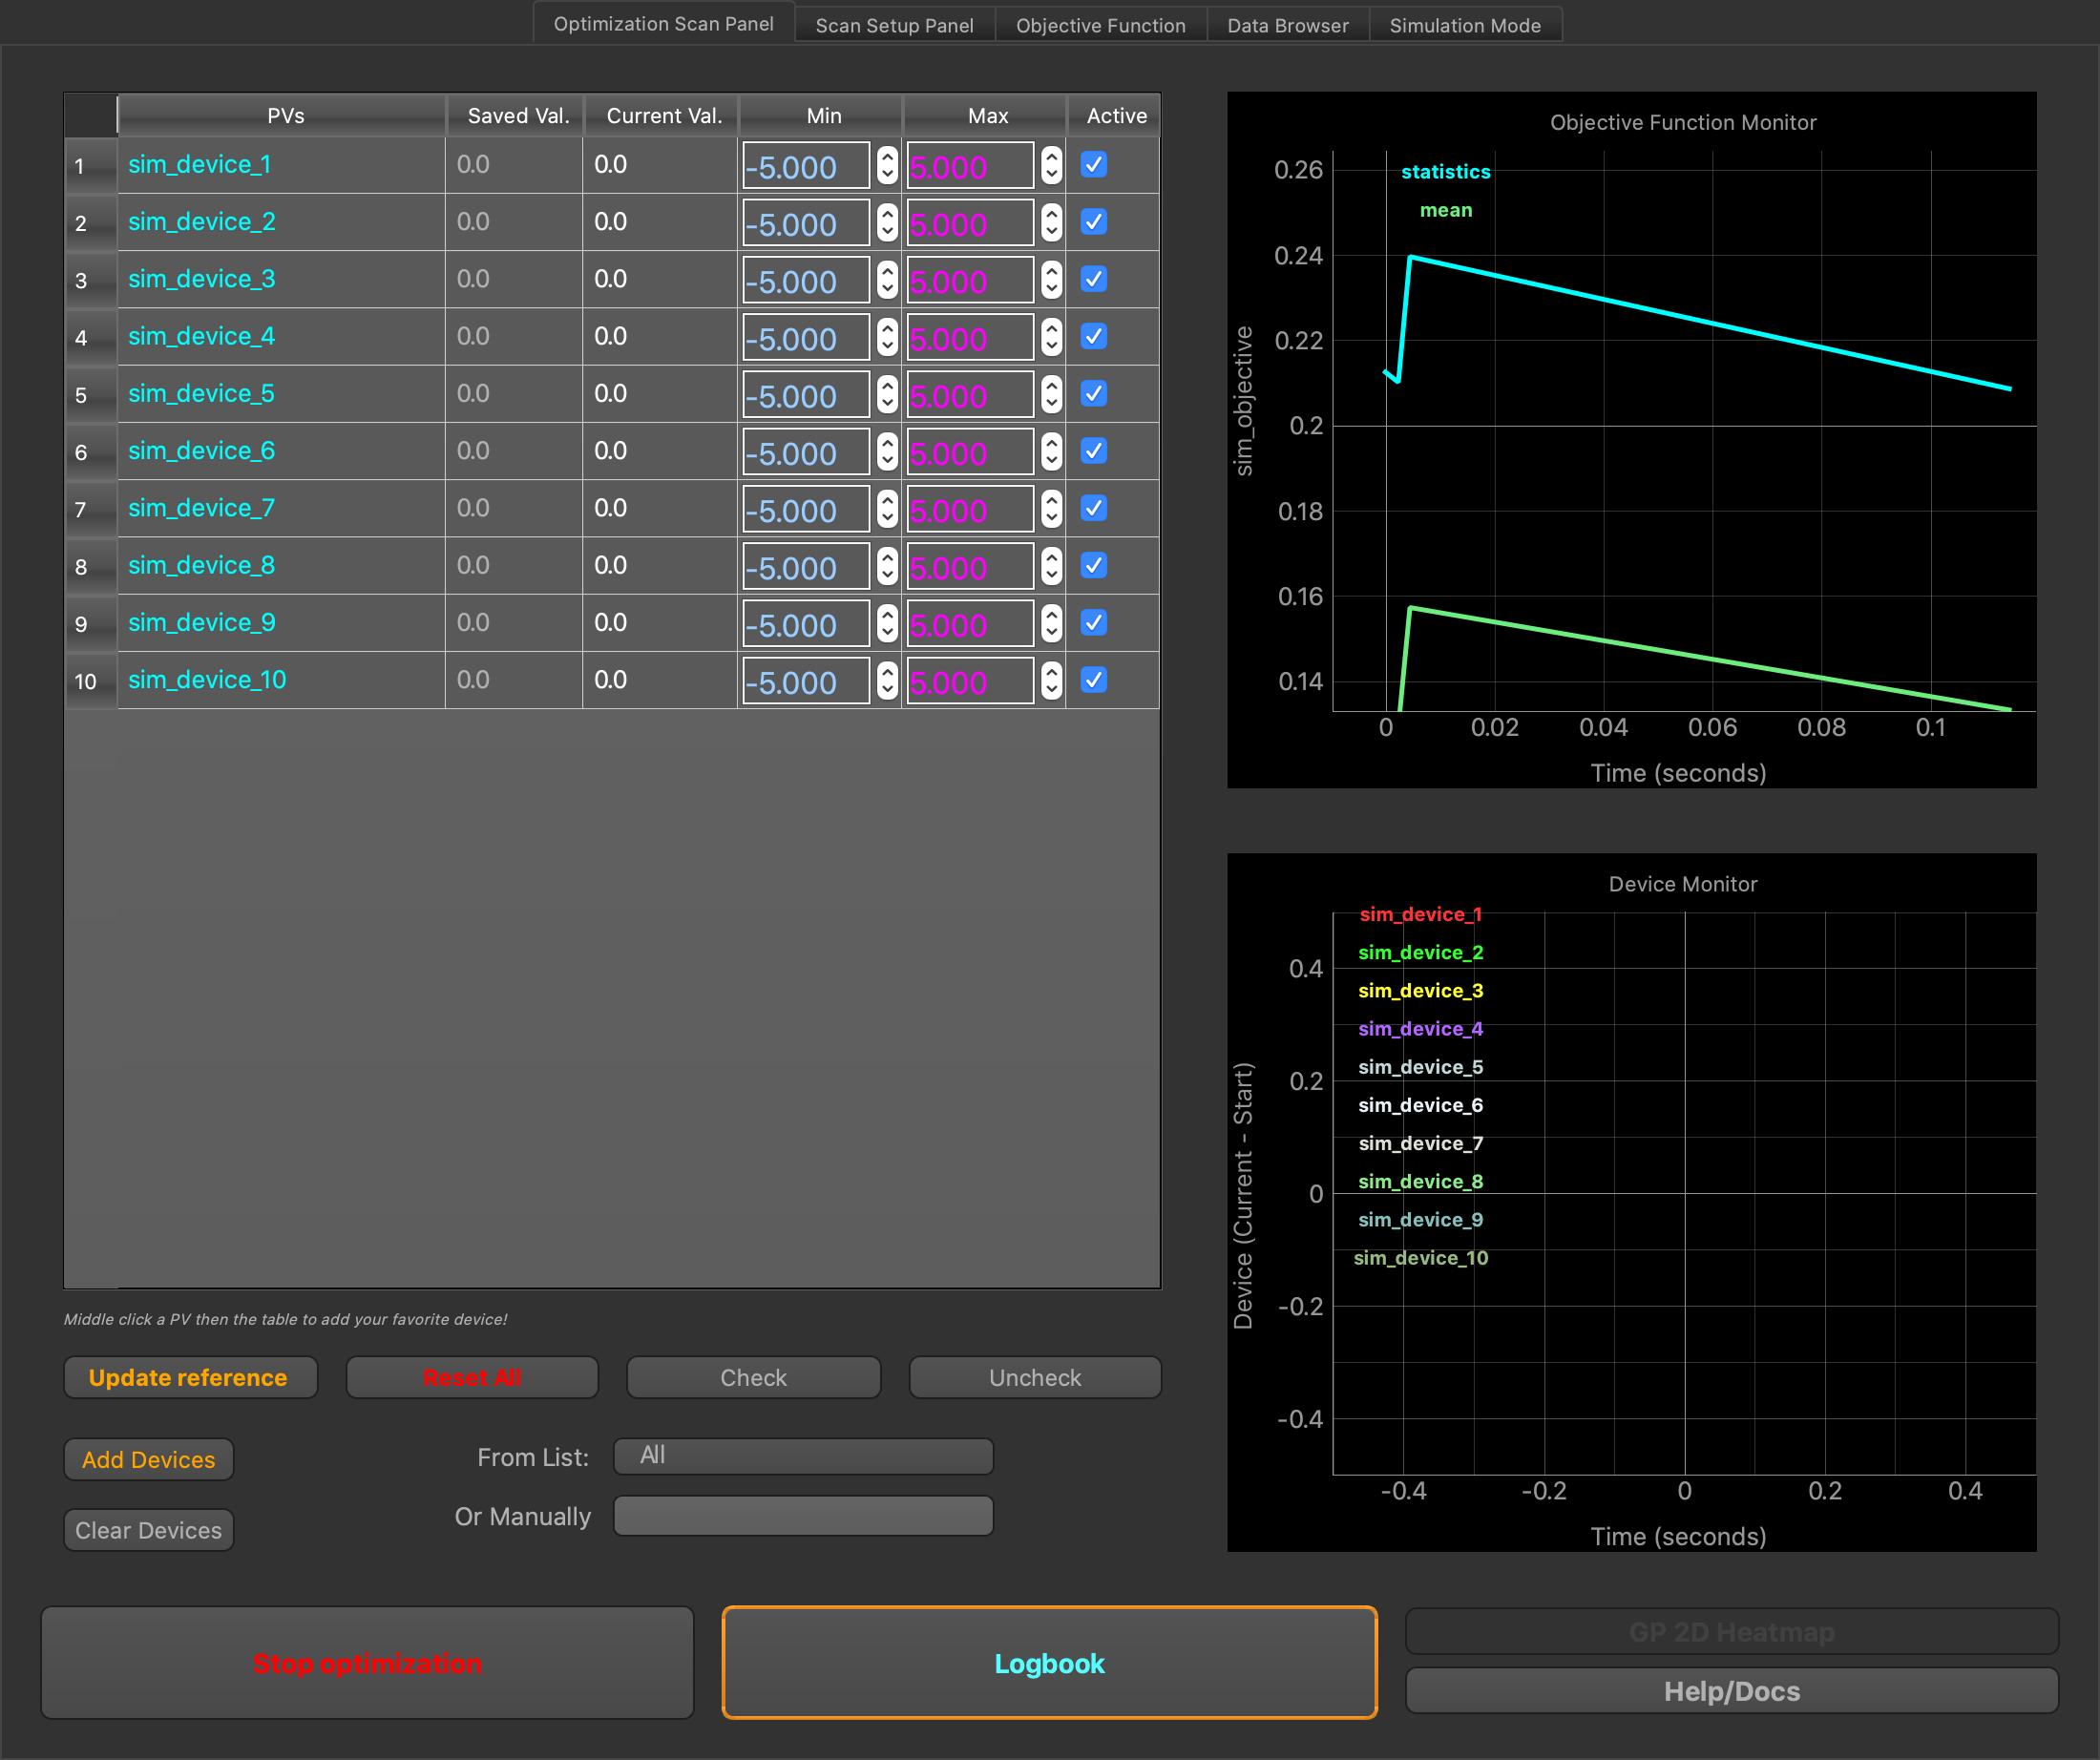 Optimization Scan Panel Scan Setup Panel Objective Function Data Browser Simulation Mode
PVs Saved Val. Current Val. Min Max Active
1 sim_device_1 0.0 0.0 -5.000 5.000
2 sim_device_2 0.0 0.0 -5.000 5.000
3 sim_device_3 0.0 0.0 -5.000 5.000
4 sim_device_4 0.0 0.0 -5.000 5.000
5 sim_device_5 0.0 0.0 -5.000 5.000
6 sim_device_6 0.0 0.0 -5.000 5.000
7 sim_device_7 0.0 0.0 -5.000 5.000
8 sim_device_8 0.0 0.0 -5.000 5.000
9 sim_device_9 0.0 0.0 -5.000 5.000
10 sim_device_10 0.0 0.0 -5.000 5.000
Middle click a PV then the table to add your favorite device!
Update reference Reset All Check Uncheck
Add Devices From List: All
Clear Devices Or Manually
Objective Function Monitor
statistics
mean
sim_objective
0.26
0.24
0.22
0.2
0.18
0.16
0.14
0 0.02 0.04 0.06 0.08 0.1
Time (seconds)
Device Monitor
sim_device_1
sim_device_2
sim_device_3
sim_device_4
sim_device_5
sim_device_6
sim_device_7
sim_device_8
sim_device_9
sim_device_10
Device (Current - Start)
0.4
0.2
0
-0.2
-0.4
-0.4 -0.2 0 0.2 0.4
Time (seconds)
Stop optimization Logbook GP 2D Heatmap
Help/Docs